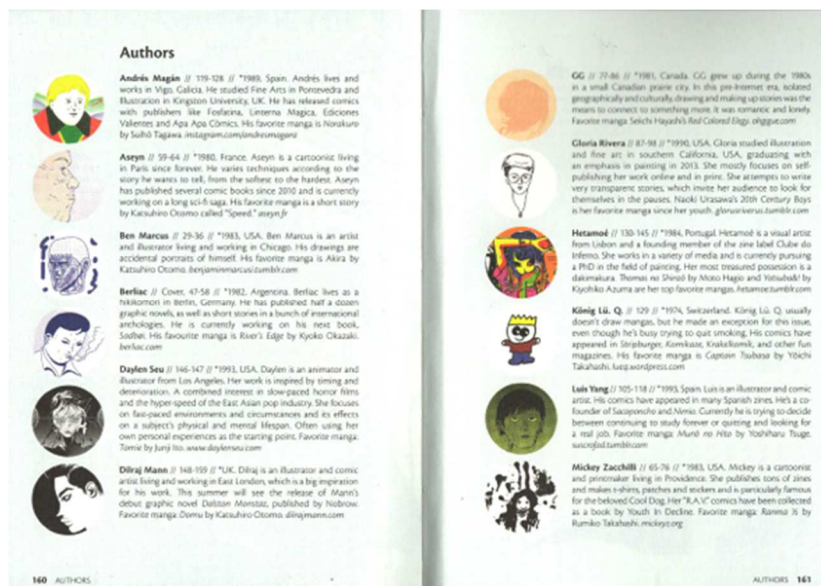 Authors
Andrés Magán // 119-128 // *1989, Spain. Andrés lives and
works in Vigo, Galicia. He studied Fine Arts in Pontevedra and
Illustration in Kingston University, UK. He has released comics
with publishers like Fosfatina, Linterna Magica, Ediciones
Valientes and Apa Apa Cómics. His favorite manga is Norakuro
by Suihō Tagawa. instagram.com/andresmagans
Aseyn // 59-64 // *1980, France. Aseyn is a cartoonist living
in Paris since forever. He varies techniques according to the
story he wants to tell, from the softest to the hardest. Aseyn
has published several comic books since 2010 and is currently
working on a long sci-fi saga. His favorite manga is a short story
by Katsuhiro Otomo called "Speed." aseyn.fr
Ben Marcus // 29-36 // *1983, USA. Ben Marcus is an artist
and illustrator living and working in Chicago. His drawings are
accidental portraits of himself. His favorite manga is Akira by
Katsuhiro Otomo. benjaminmarcus.tumblr.com
Berliac // Cover, 47-58 // *1982, Argentina. Berliac lives as a
hikikomori in Berlin, Germany. He has published half a dozen
graphic novels, as well as short stories in a bunch of international
anthologies. He is currently working on his next book,
Sadbøi. His favourite manga is River's Edge by Kyoko Okazaki.
berliac.com
Daylen Seu // 146-147 // *1993, USA. Daylen is an animator and
illustrator from Los Angeles. Her work is inspired by timing and
deterioration. A combined interest in slow-paced horror films
and the hyper-speed of the East Asian pop industry. She focuses
on fast-paced environments and circumstances and its effects
on a subject's physical and mental lifespan. Often using her
own personal experiences as the starting point. Favorite manga:
Tomie by Junji Ito. www.daylenseu.com
Dilraj Mann // 148-159 // *UK. Dilraj is an illustrator and comic
artist living and working in East London, which is a big inspiration
for his work. This summer will see the release of Mann's
debut graphic novel Dalston Monstaz, published by Nobrow.
Favorite manga: Domu by Katsuhiro Otomo. dilrajmann.com
160 AUTHORS
GG // 77-86 // *1981, Canada. GG grew up during the 1980s
in a small Canadian prairie city. In this pre-Internet era, isolated
geographically and culturally, drawing and making up stories was the
means to connect to something more. It was romantic and lonely.
Favorite manga: Seiichi Hayashi's Red Colored Elegy. ohgigue.com
Gloria Rivera // 87-98 // *1990, USA. Gloria studied illustration
and fine art in southern California, USA, graduating with
an emphasis in painting in 2013. She mostly focuses on self-
publishing her work online and in print. She attempts to write
very transparent stories, which invite her audience to look for
themselves in the pauses. Naoki Urasawa's 20th Century Boys
is her favorite manga since her youth. gloriuusrivera.tumblr.com
Hetamoé // 130-145 // *1984, Portugal. Hetamoé is a visual artist
from Lisbon and a founding member of the zine label Clube do
Inferno. She works in a variety of media and is currently pursuing
a PhD in the field of painting. Her most treasured possession is a
dakimakura. Thomas no Shinzō by Moto Hagio and Yotsuba&! by
Kiyohiko Azuma are her top favorite mangas. hetamoe.tumblr.com
König Lü. Q. // 129 // *1974, Switzerland. König Lü. Q. usually
doesn't draw mangas, but he made an exception for this issue,
even though he's busy trying to quit smoking. His comics have
appeared in Stripburger, Komikaze, Krakelkomik, and other fun
magazines. His favorite manga is Captain Tsubasa by Yōichi
Takahashi. lueq.wordpress.com
Luis Yang // 105-118 // *1993, Spain. Luis is an illustrator and comic
artist. His comics have appeared in many Spanish zines. He's a co-
founder of Sacaponcho and Nimio. Currently he is trying to decide
between continuing to study forever or quitting and looking for
a real job. Favorite manga: Munō no Hito by Yoshiharu Tsuge.
Mickey Zacchilli // 65-76 // *1983, USA. Mickey is a cartoonist
and printmaker living in Providence. She publishes tons of zines
and makes t-shirts, patches and stickers and is particularly famous
for the beloved Cool Dog. Her "R.A.V." comics have been collected
as a book by Youth In Decline. Favorite manga: Ranma ½ by
Rumiko Takahashi. mickeyz.org
AUTHORS 161